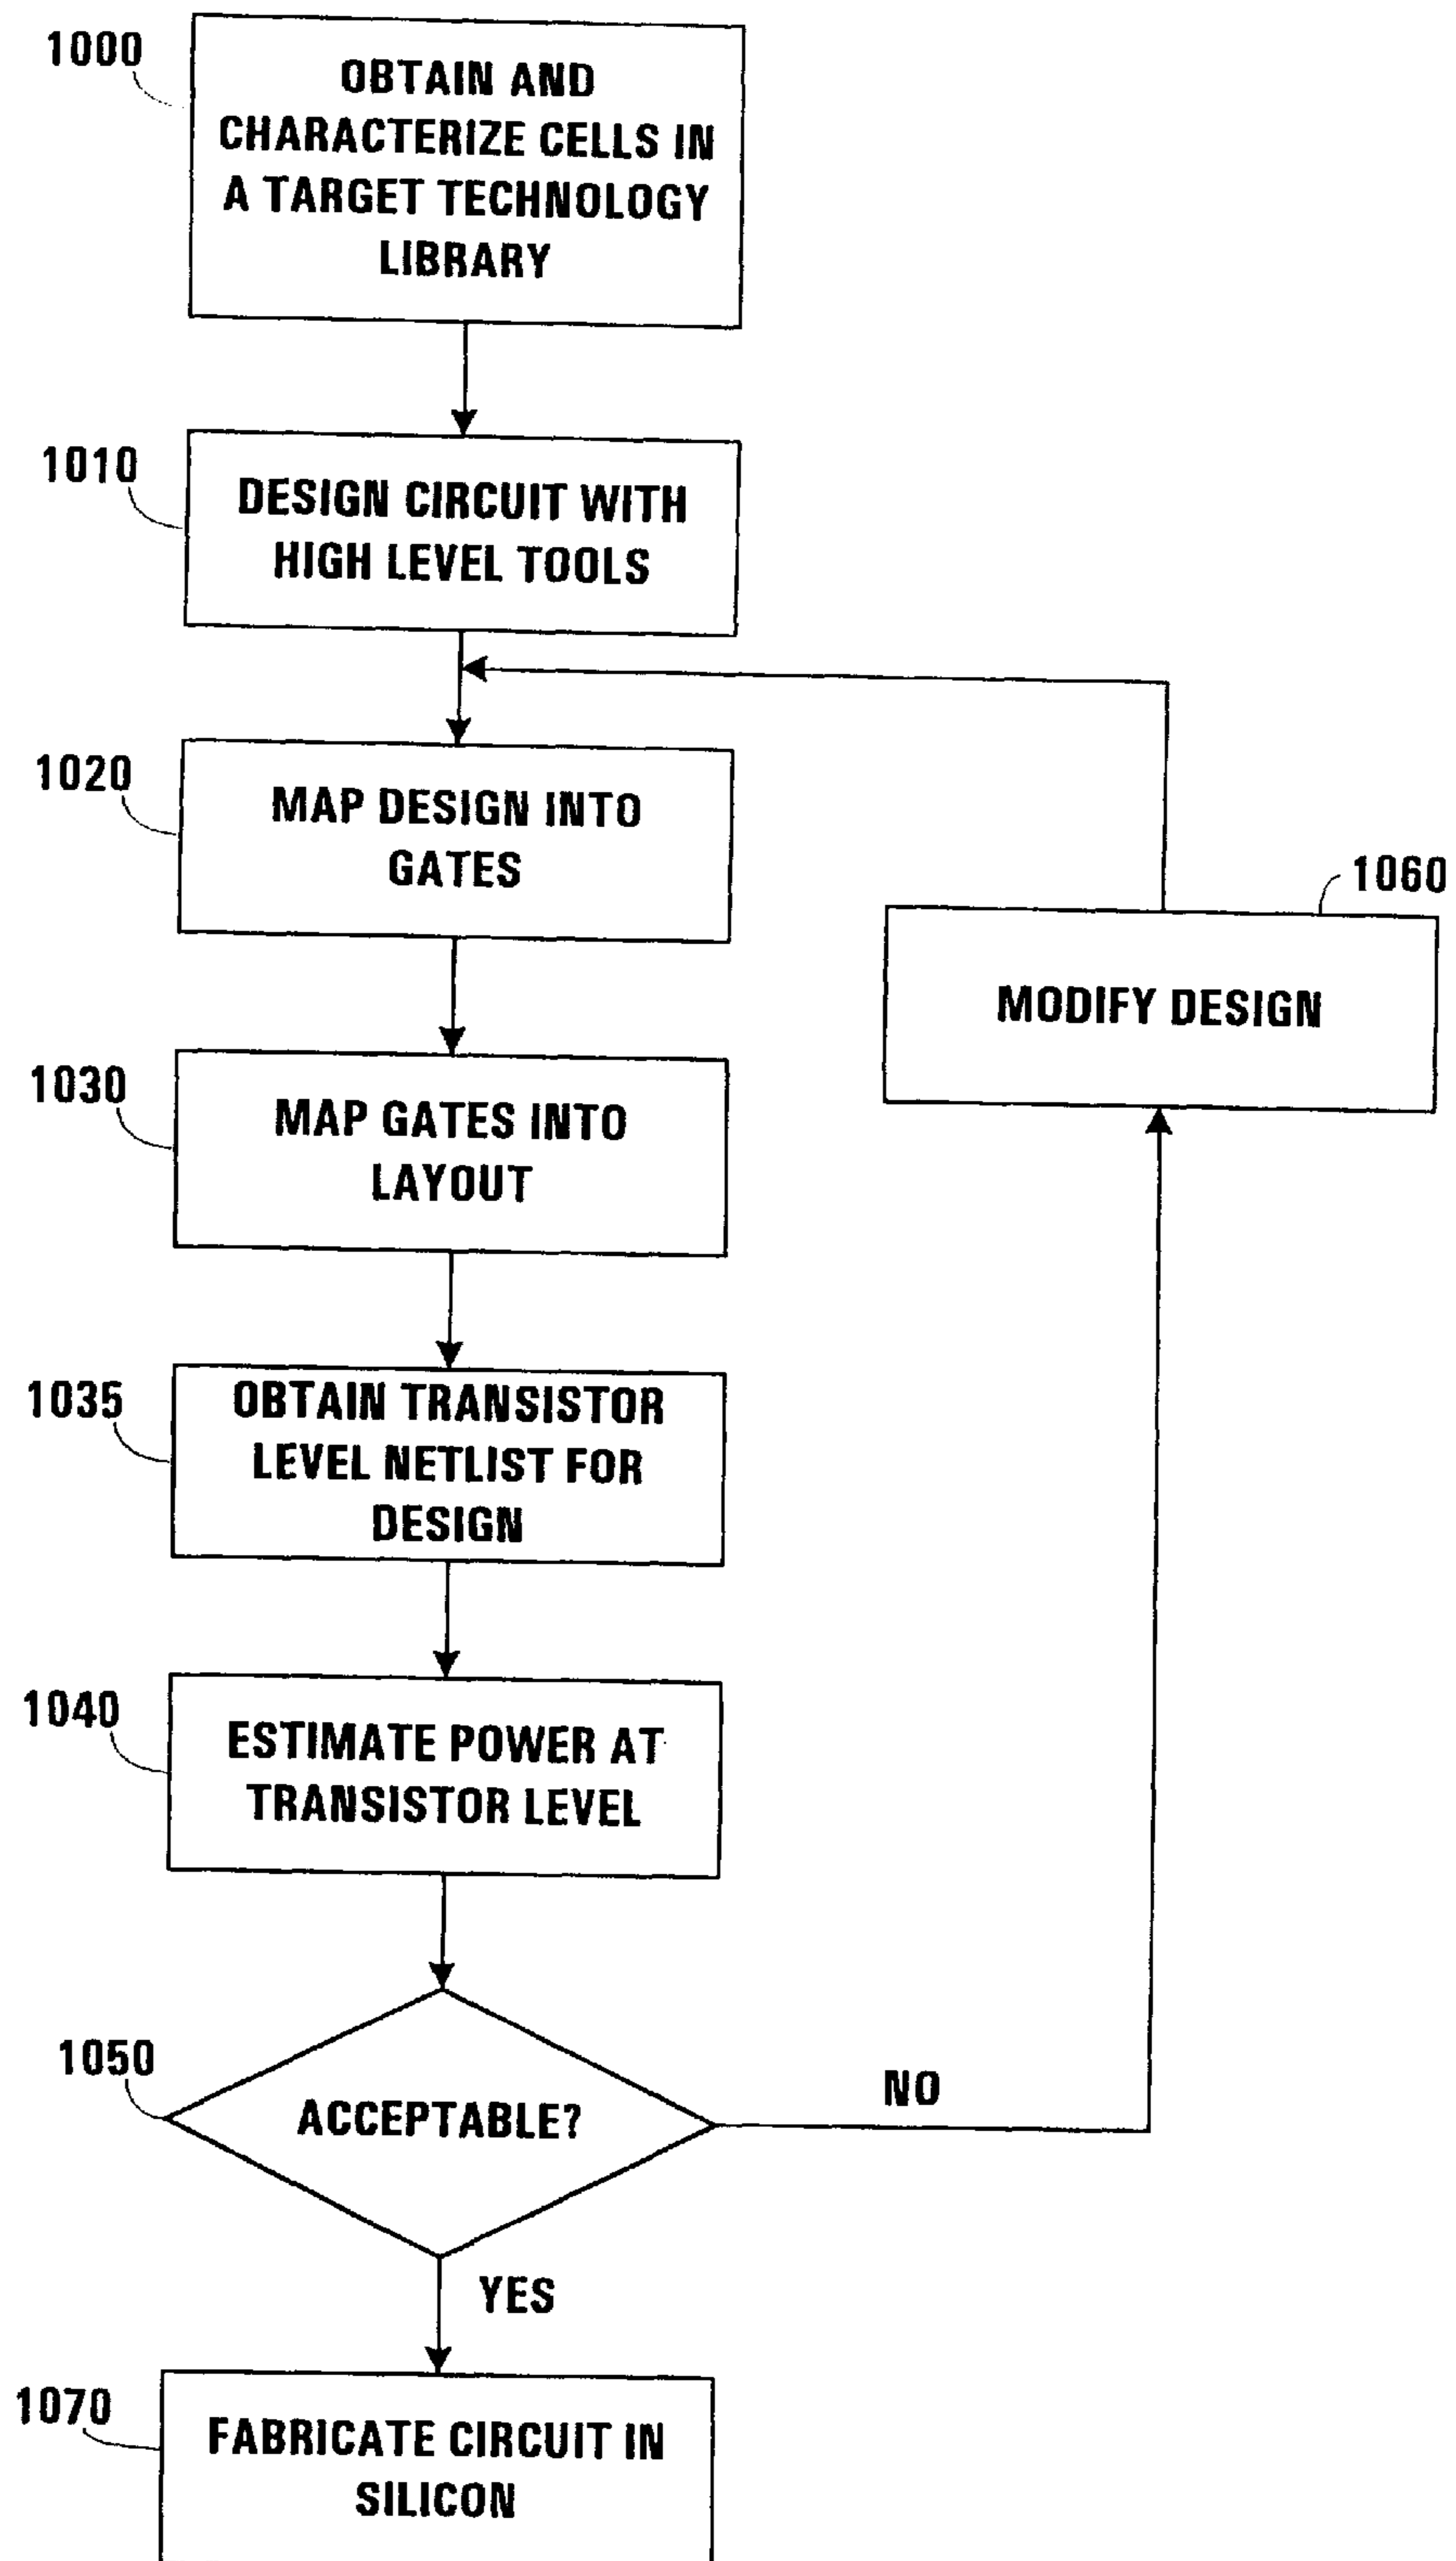 1000
OBTAIN AND
CHARACTERIZE CELLS IN
A TARGET TECHNOLOGY
LIBRARY
1010
DESIGN CIRCUIT WITH
HIGH LEVEL TOOLS
1020
MAP DESIGN INTO
GATES
1060
MODIFY DESIGN
1030
MAP GATES INTO
LAYOUT
1035
OBTAIN TRANSISTOR
LEVEL NETLIST FOR
DESIGN
1040
ESTIMATE POWER AT
TRANSISTOR LEVEL
1050
ACCEPTABLE?
NO
YES
1070
FABRICATE CIRCUIT IN
SILICON